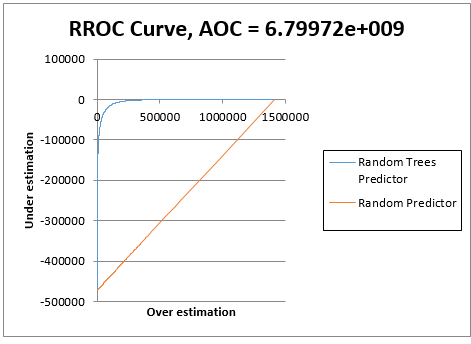 RROC Curve, AOC = 6.79972e+009
100000
0
-100000
-200000
-300000
-400000
-500000
0
500000
1000000
1500000
Under estimation
Over estimation
Random Trees
Predictor
Random Predictor